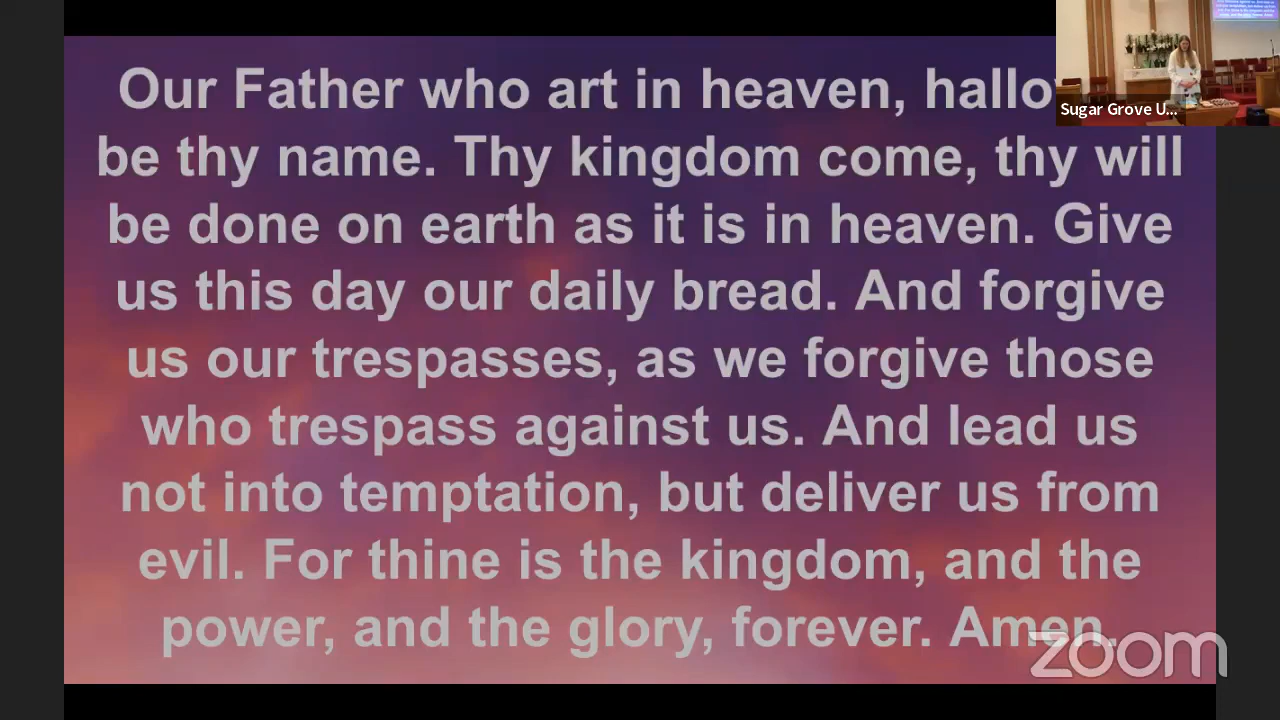 Our Father who art in heaven, hallo
be thy name. Thy kingdom come, thy will
be done on earth as it is in heaven. Give
us this day our daily bread. And forgive
us our trespasses, as we forgive those
who trespass against us. And lead us
not into temptation, but deliver us from
evil. For thine is the kingdom, and the
power, and the glory, forever. Amen.
Sugar Grove U...
zoom